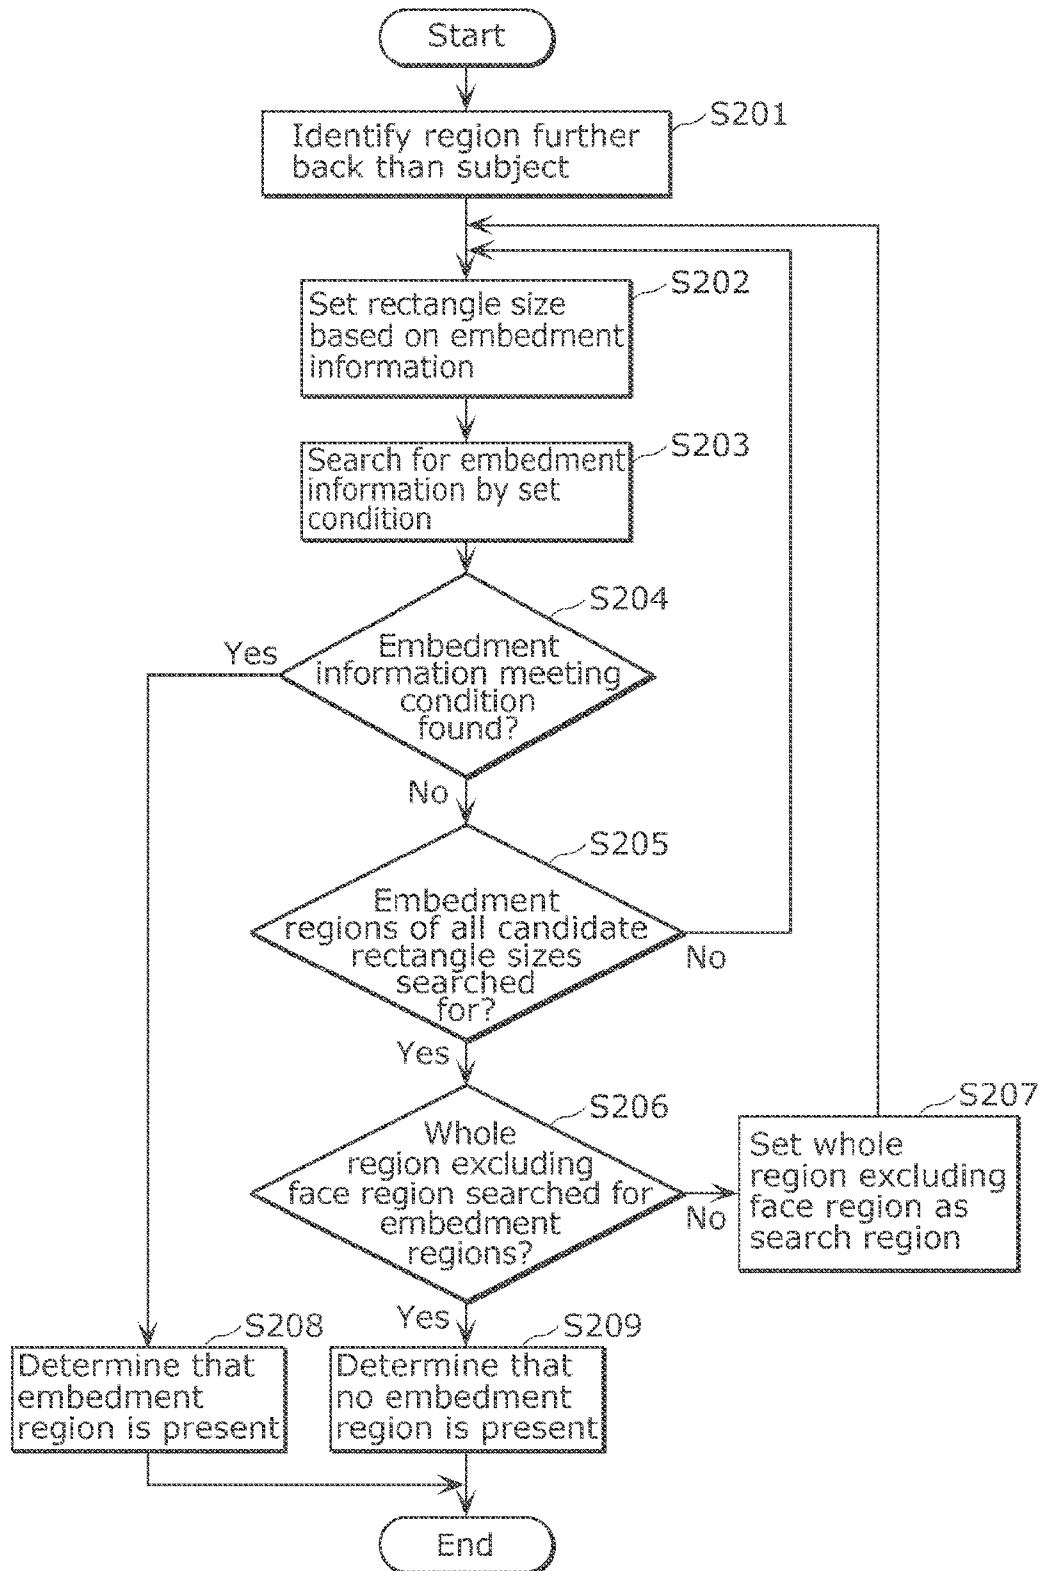 Start
S201
Identify region further
back than subject
S202
Set rectangle size
based on embedment
information
S203
Search for embedment
information by set
condition
S204
Yes
Embedment
information meeting
condition
found?
No
S205
Embedment
regions of all candidate
rectangle sizes
searched
for?
No
Yes
S206
Whole
region excluding
face region searched for
embedment
regions?
No
S207
Set whole
region excluding
face region as
search region
Yes
S208
Determine that
embedment
region is present
S209
Determine that
no embedment
region is present
End